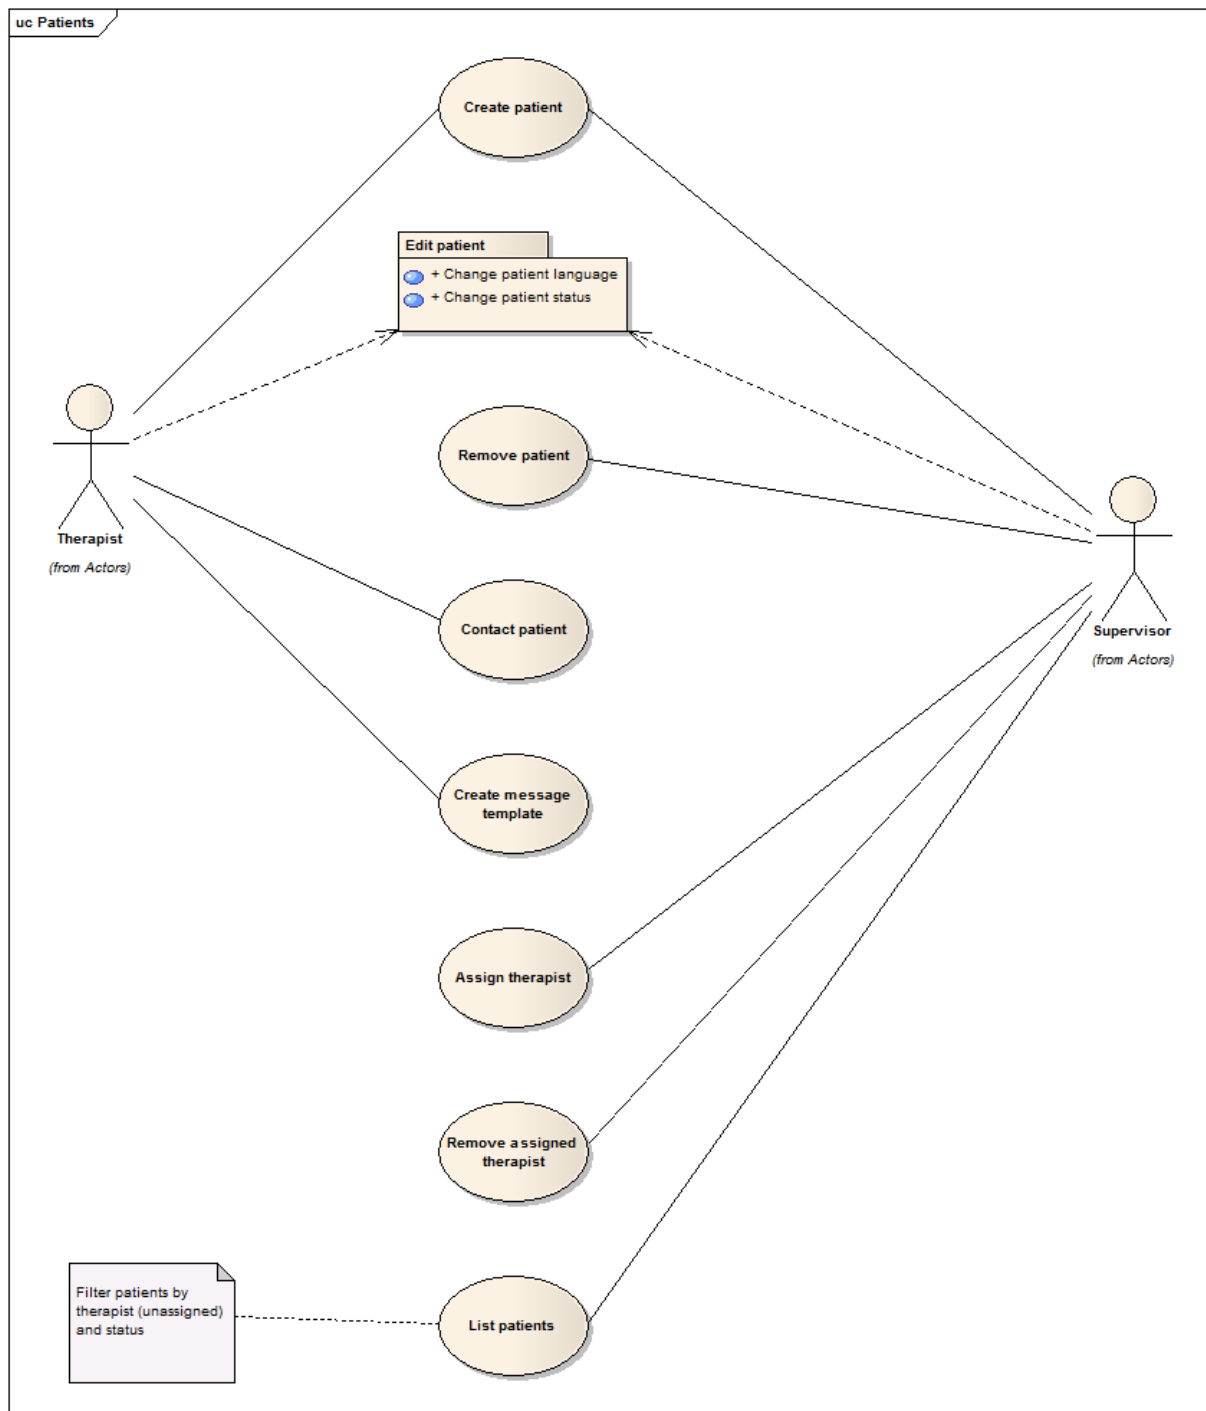 uc Patients
Create patient
Edit patient
+ Change patient language
+ Change patient status
Remove patient
Therapist
(from Actors)
Contact patient
Supervisor
(from Actors)
Create message
template
Assign therapist
Remove assigned
therapist
Filter patients by
therapist (unassigned)
and status
List patients